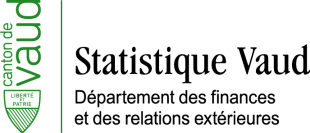 canton de
vaud
LIBERTÉ
ET
PATRIE
Statistique Vaud
Département des finances
et des relations extérieures